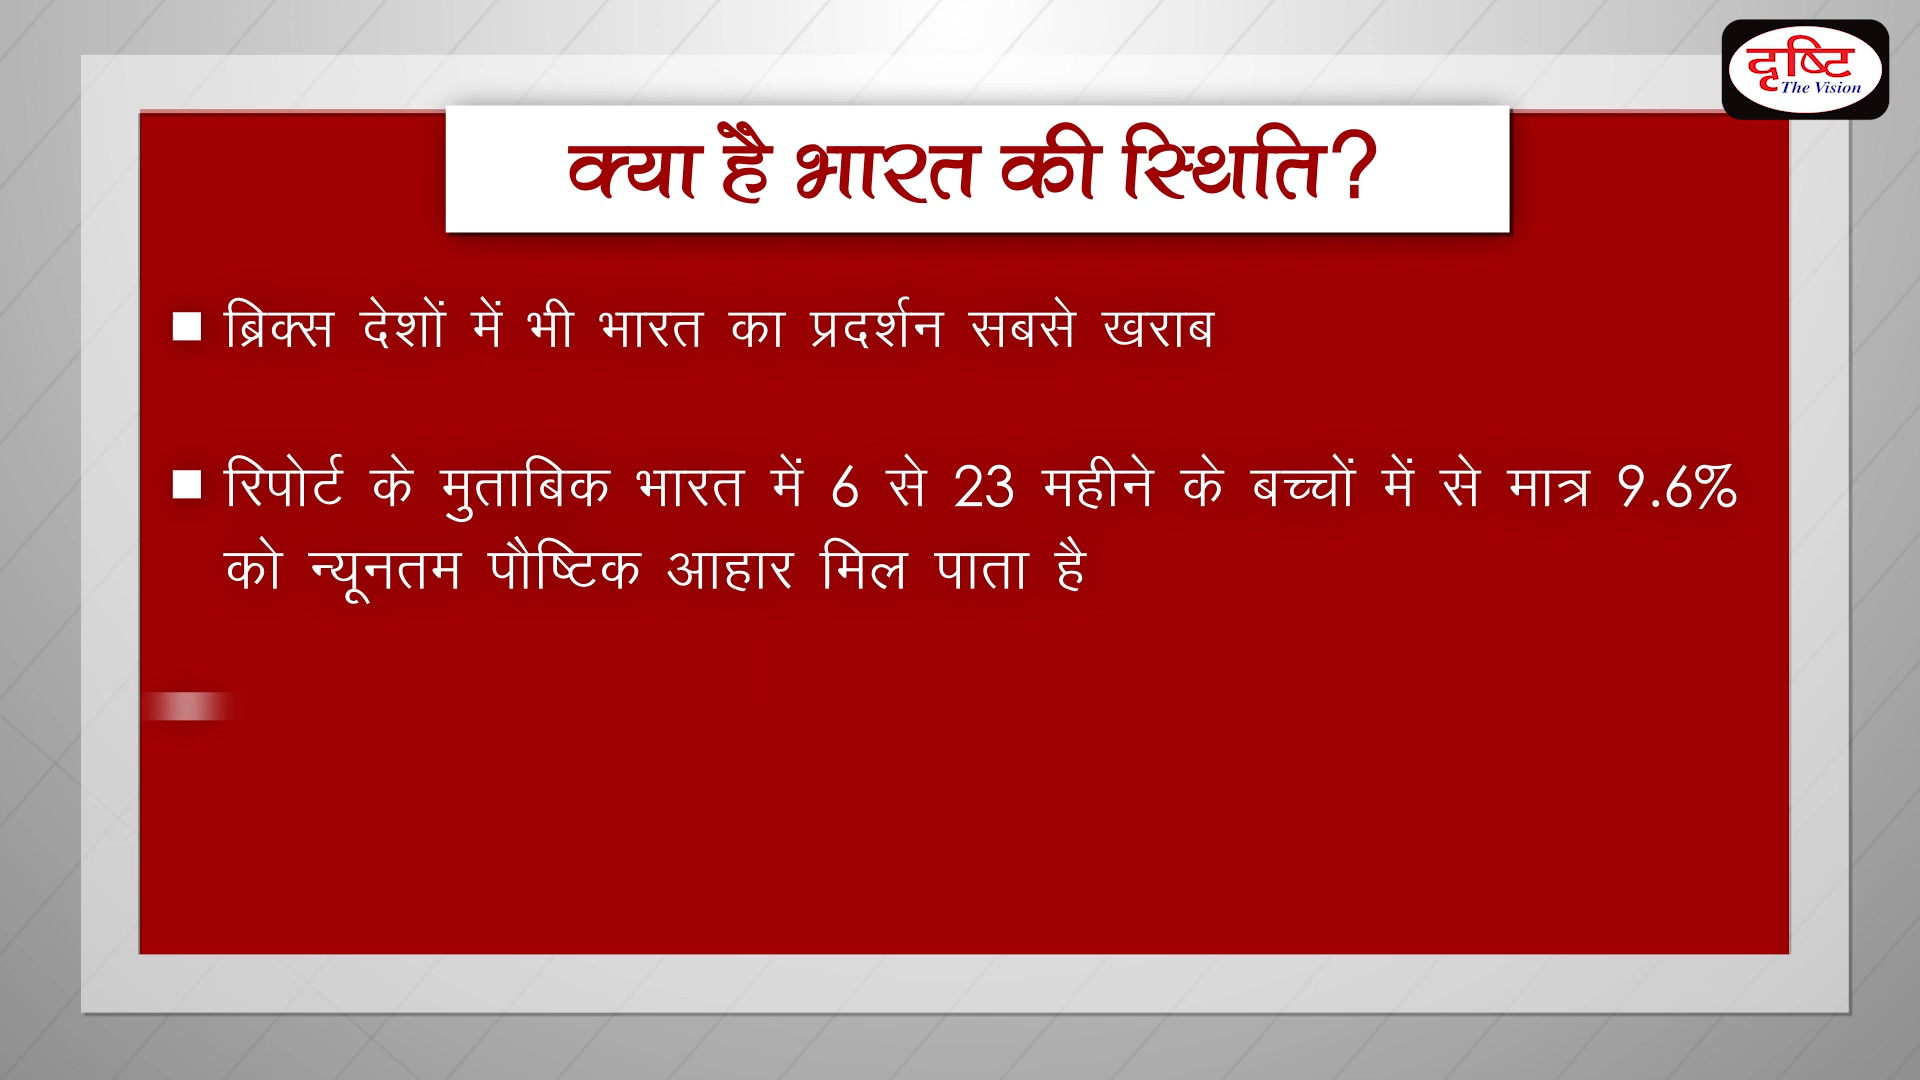 दृष्टि
The Vision
क्या है भारत की स्थिति?
ब्रिक्स देशों में भी भारत का प्रदर्शन सबसे खराब
रिपोर्ट के मुताबिक भारत में 6 से 23 महीने के बच्चों में से मात्र 9.6%
को न्यूनतम पौष्टिक आहार मिल पाता है